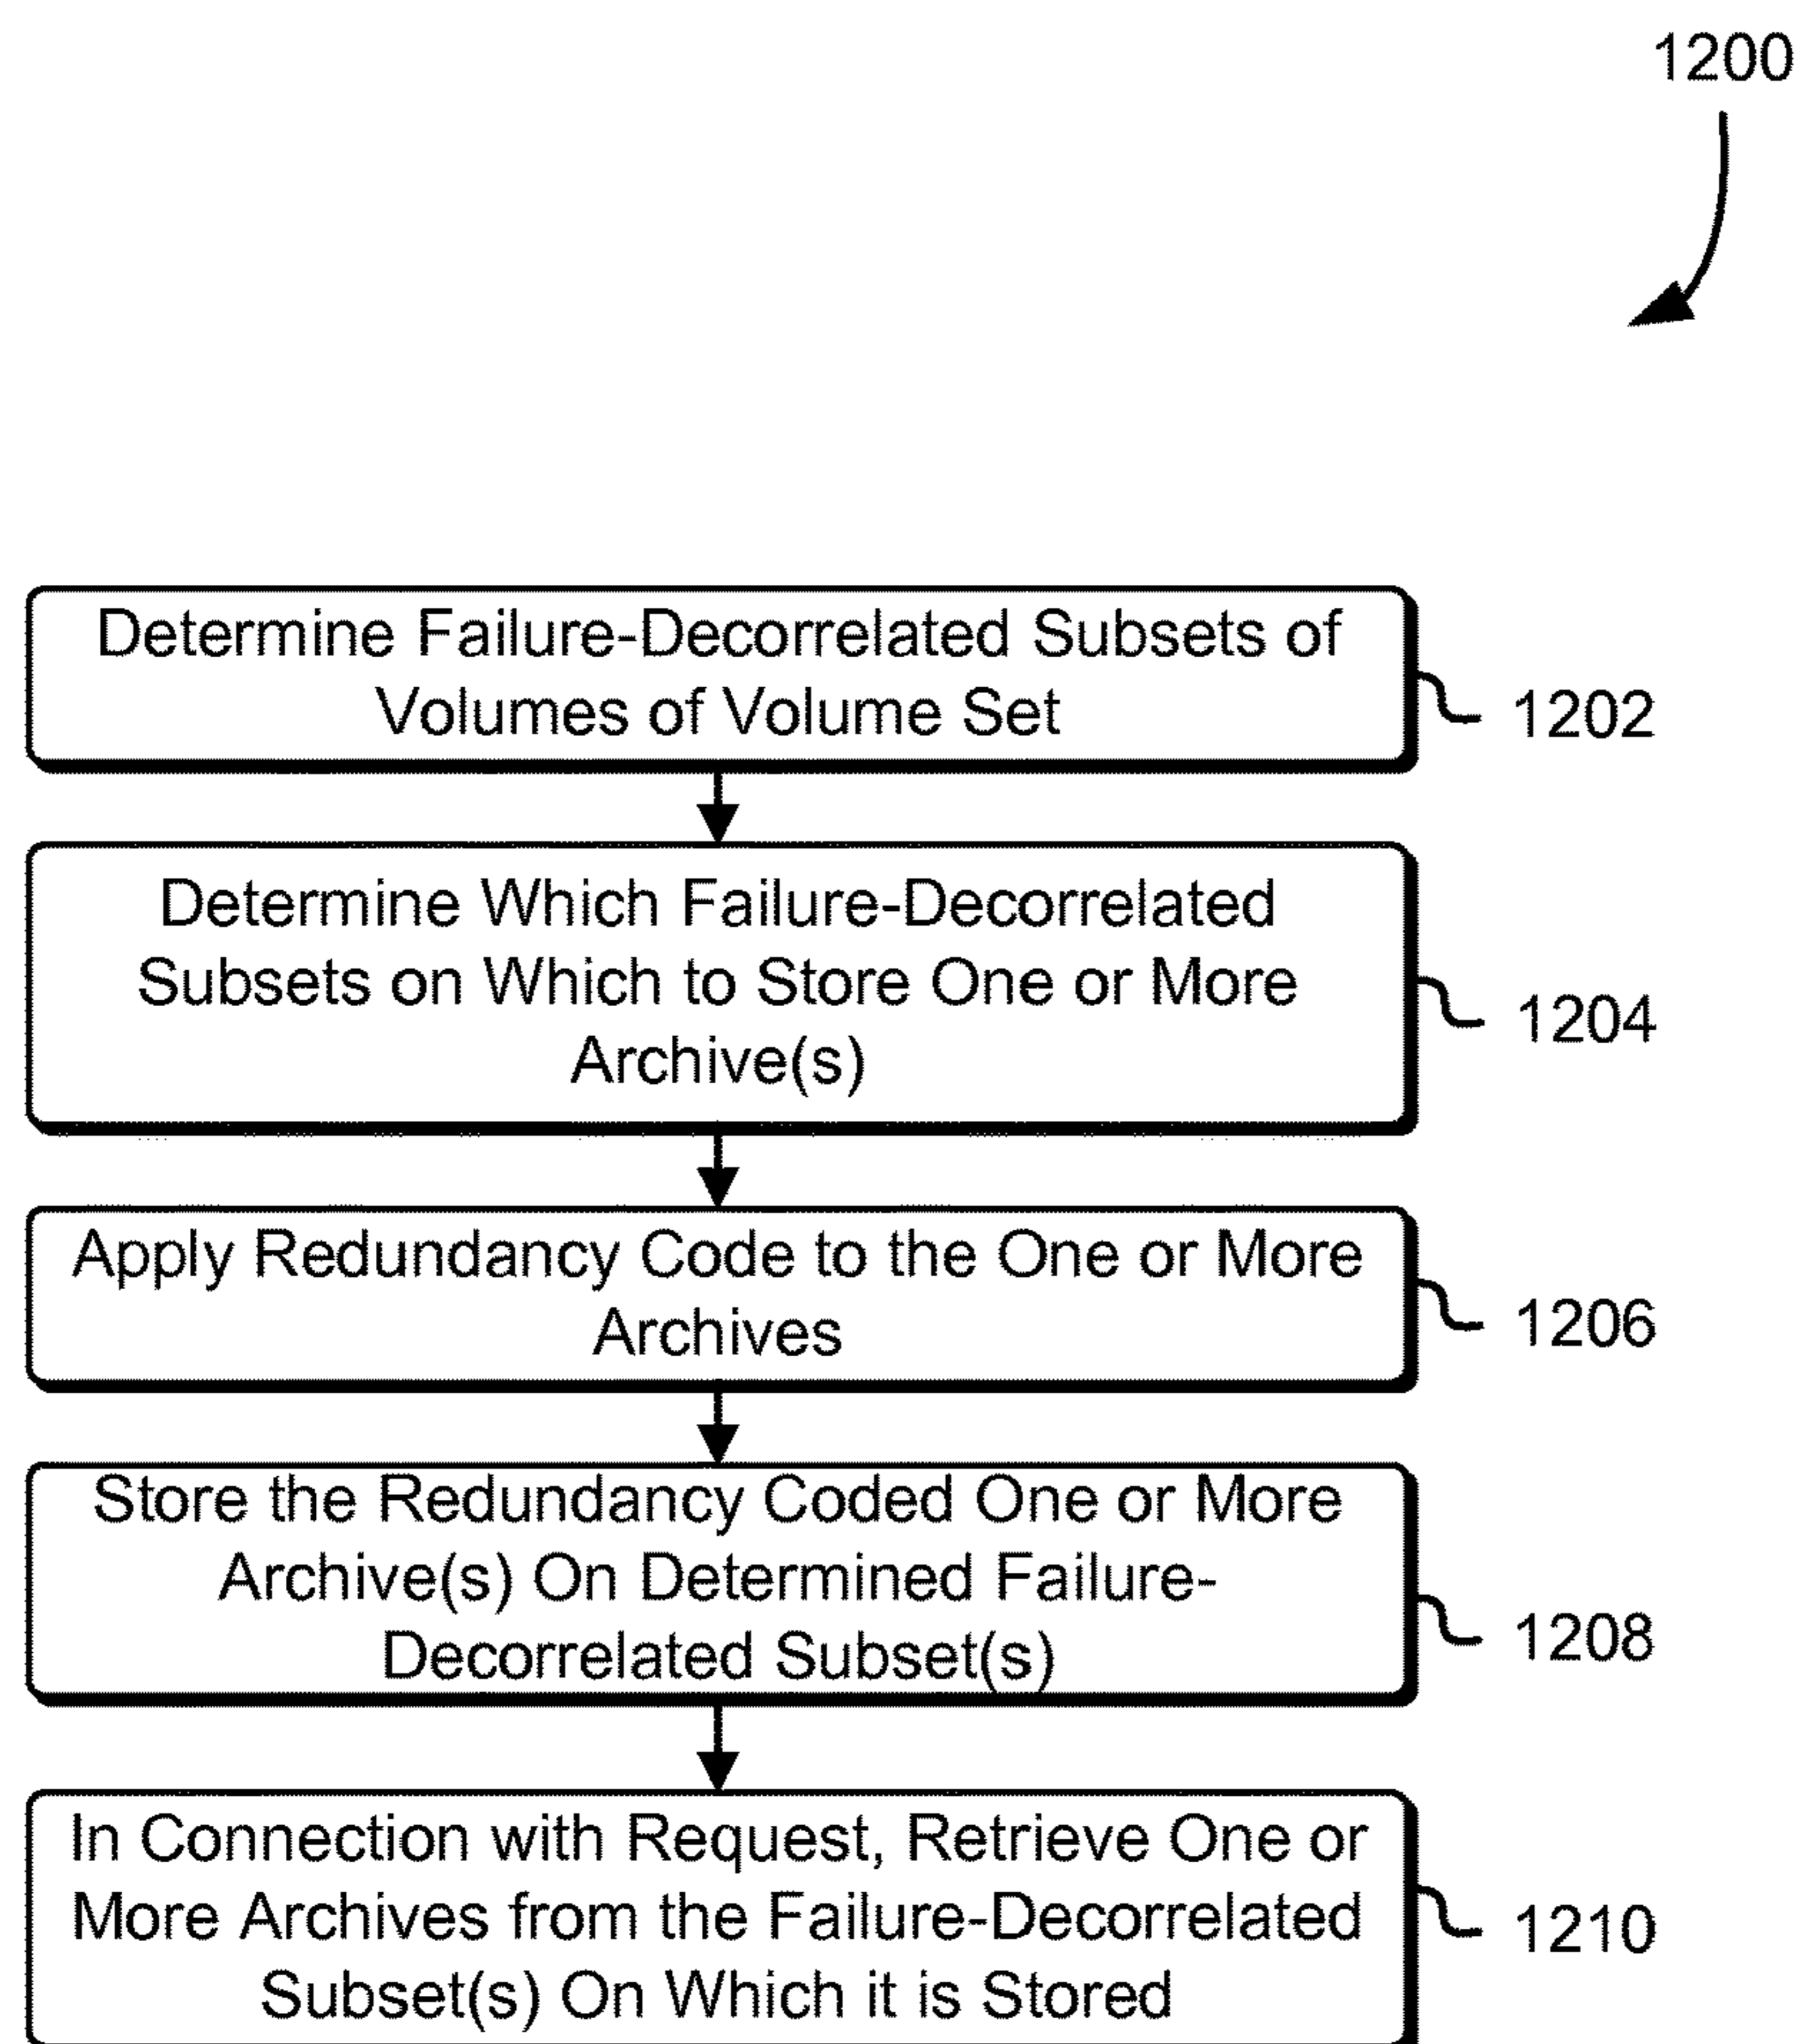 1200
Determine Failure-Decorrelated Subsets of
Volumes of Volume Set
1202
Determine Which Failure-Decorrelated
Subsets on Which to Store One or More
Archive(s)
1204
Apply Redundancy Code to the One or More
Archives
1206
Store the Redundancy Coded One or More
Archive(s) On Determined Failure-
Decorrelated Subset(s)
1208
In Connection with Request, Retrieve One or
More Archives from the Failure-Decorrelated
Subset(s) On Which it is Stored
1210